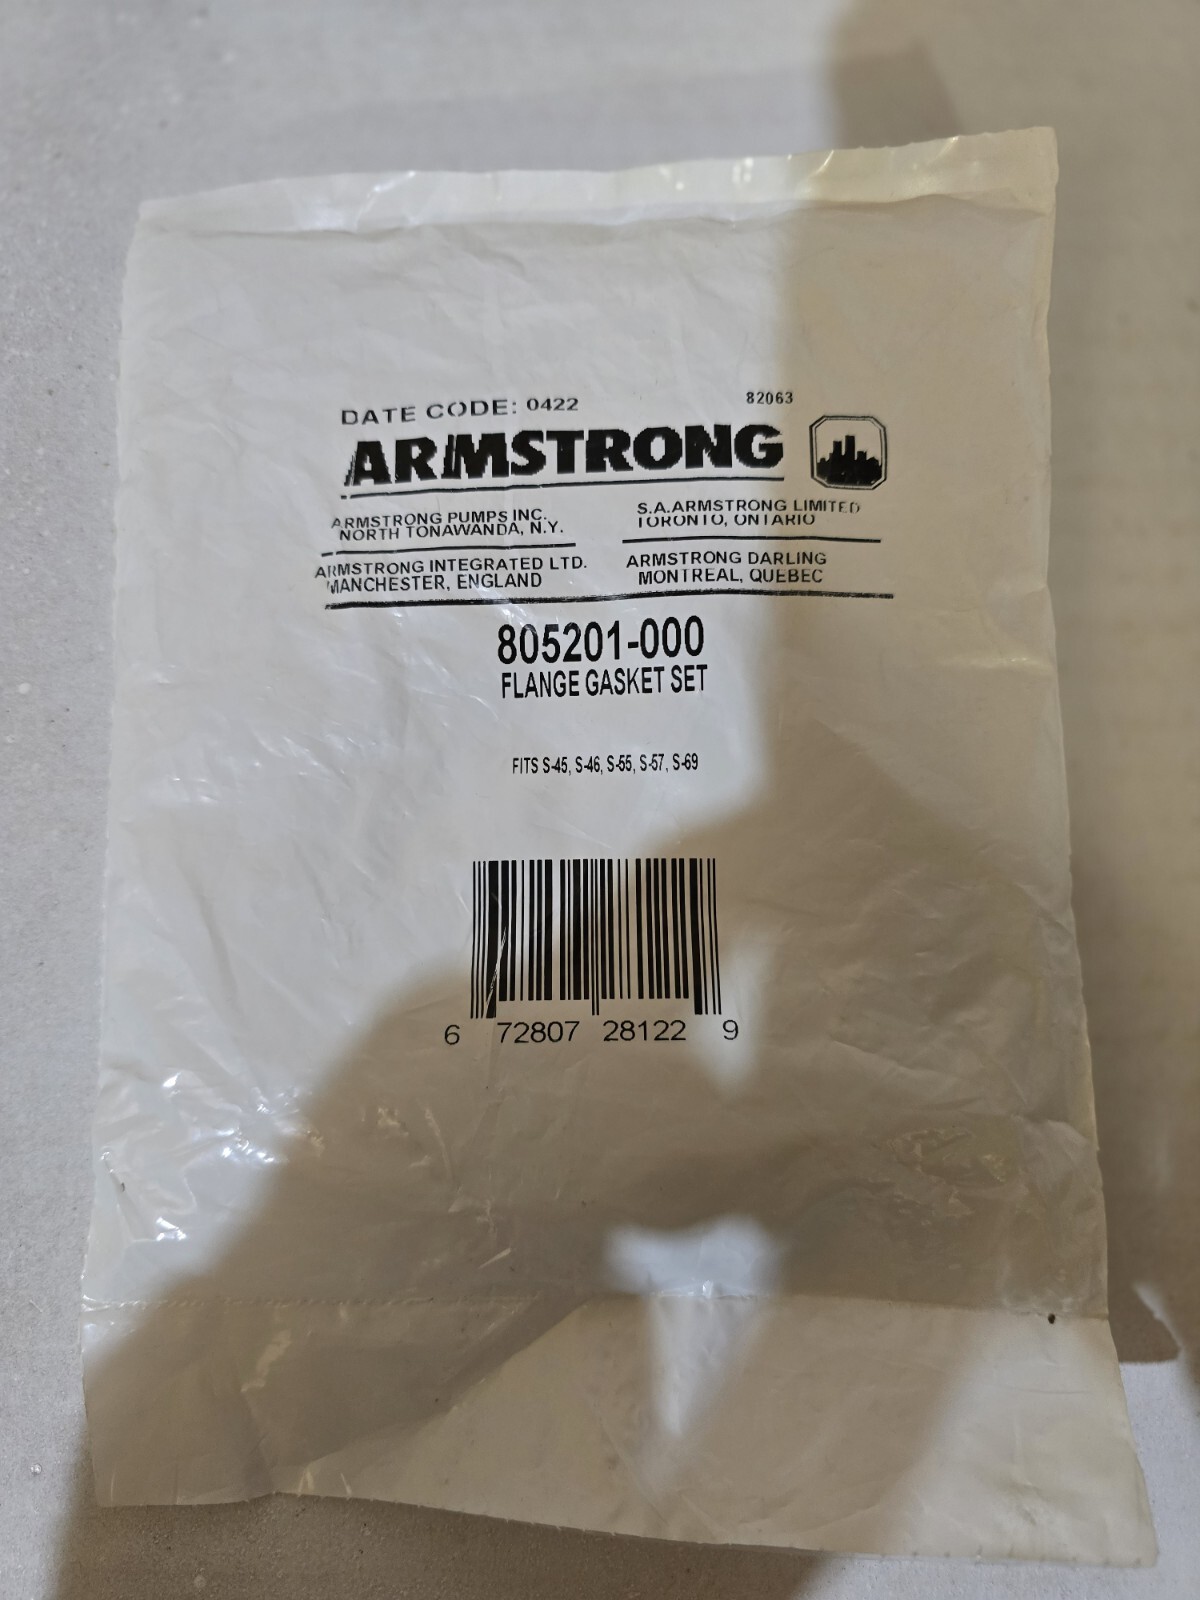 DATE CODE: 0422
82063
ARMSTRONG
ARMSTRONG PUMPS INC.
NORTH TONAWANDA, N.Y.
S.A.ARMSTRONG LIMITED
TORONTO, ONTARIO
ARMSTRONG INTEGRATED LTD.
MANCHESTER, ENGLAND
ARMSTRONG DARLING
MONTREAL, QUEBEC
805201-000
FLANGE GASKET SET
FITS S-45, S-46, S-55, S-57, S-69
6 72807 28122 9